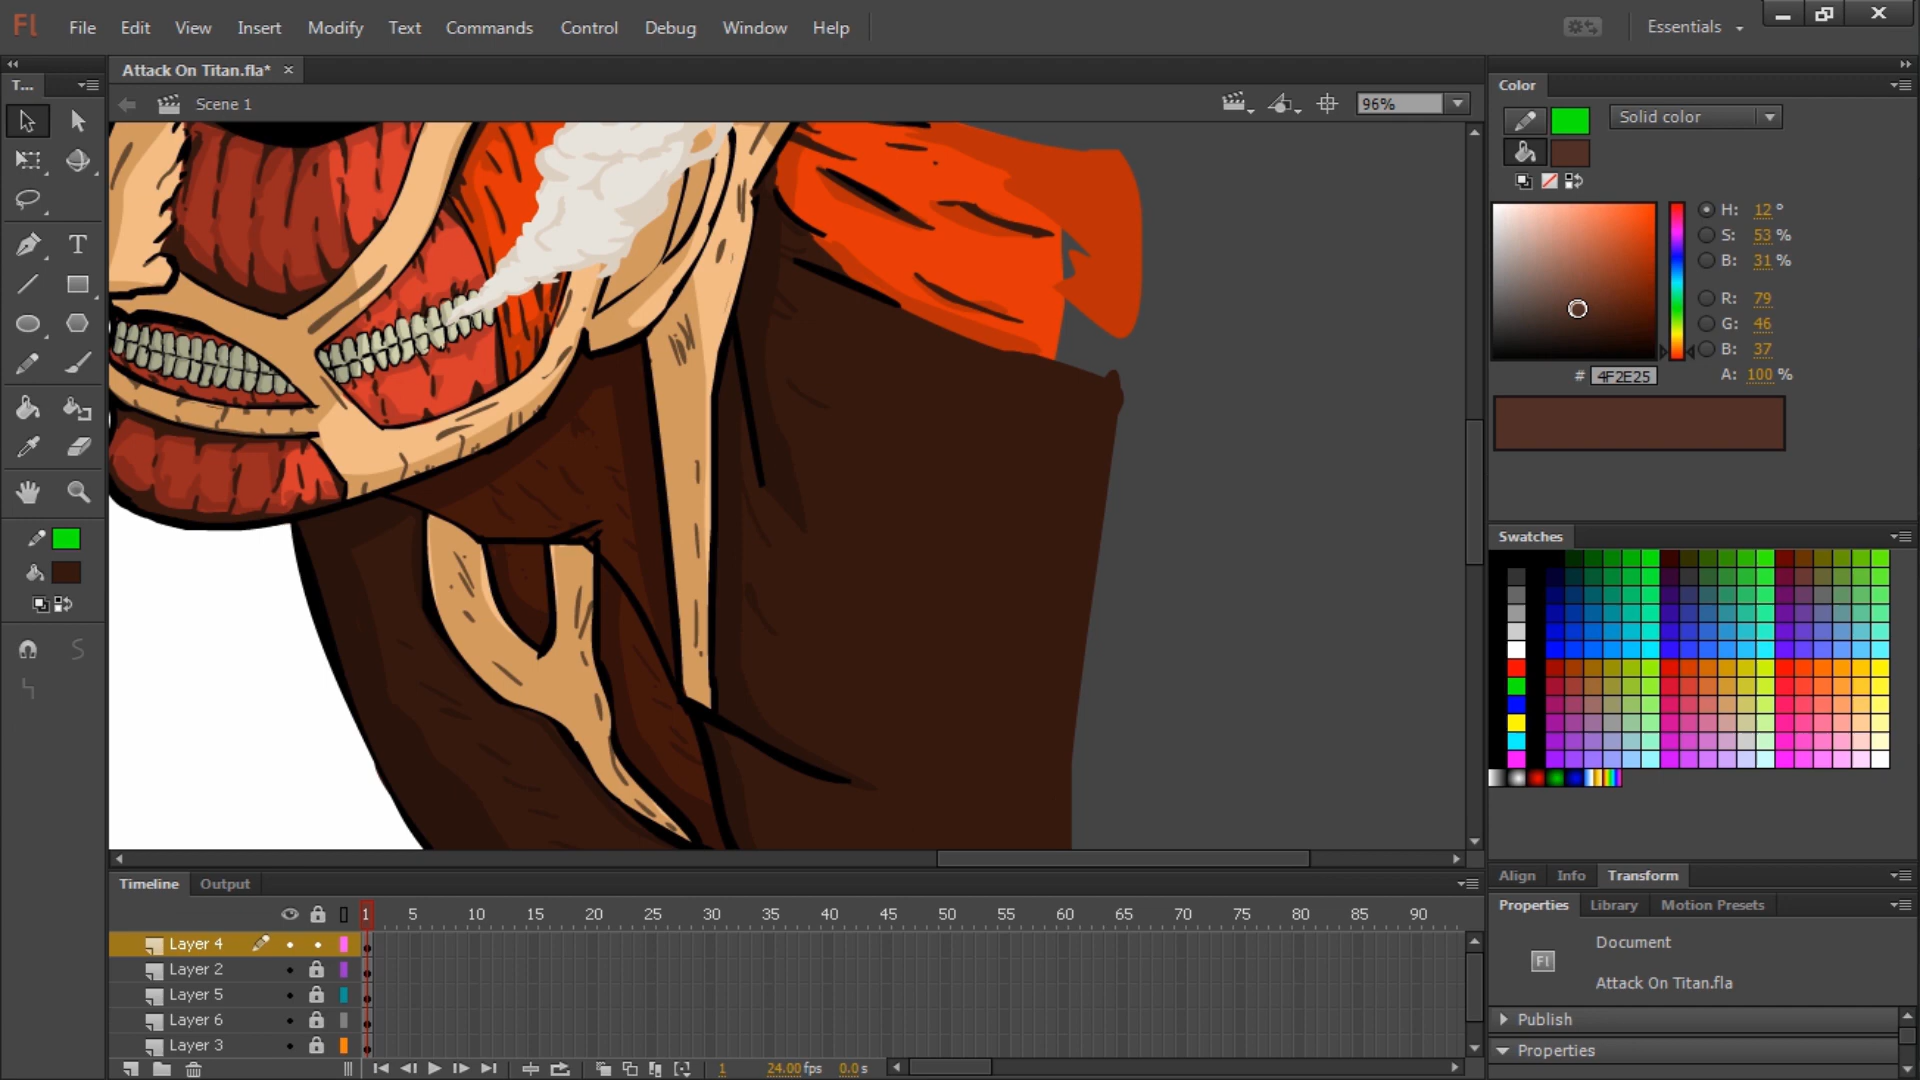 Fl File Edit View Insert Modify Text Commands Control Debug Window Help Essentials
T... Attack On Titan.fla* × Color
Scene 1 96%
Solid color
H: 12 °
S: 53 %
B: 31 %
R: 79
G: 46
B: 37
# 4F2E25 A: 100 %
T
S
Swatches
Align Info Transform
Properties Library Motion Presets
Fl Document
Attack On Titan.fla
Publish
Properties
Timeline Output
1 5 10 15 20 25 30 35 40 45 50 55 60 65 70 75 80 85 90
Layer 4
Layer 2
Layer 5
Layer 6
Layer 3
1 24.00 fps 0.0 s